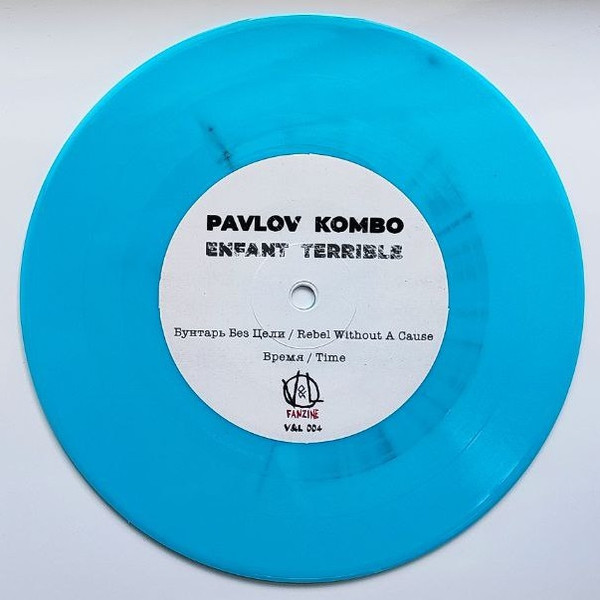 PAVLOV KOMBO
ENFANT TERRIBLE
Бунтарь Без Цели / Rebel Without A Cause
Время / Time
V&L
FANZINE
V&L 004